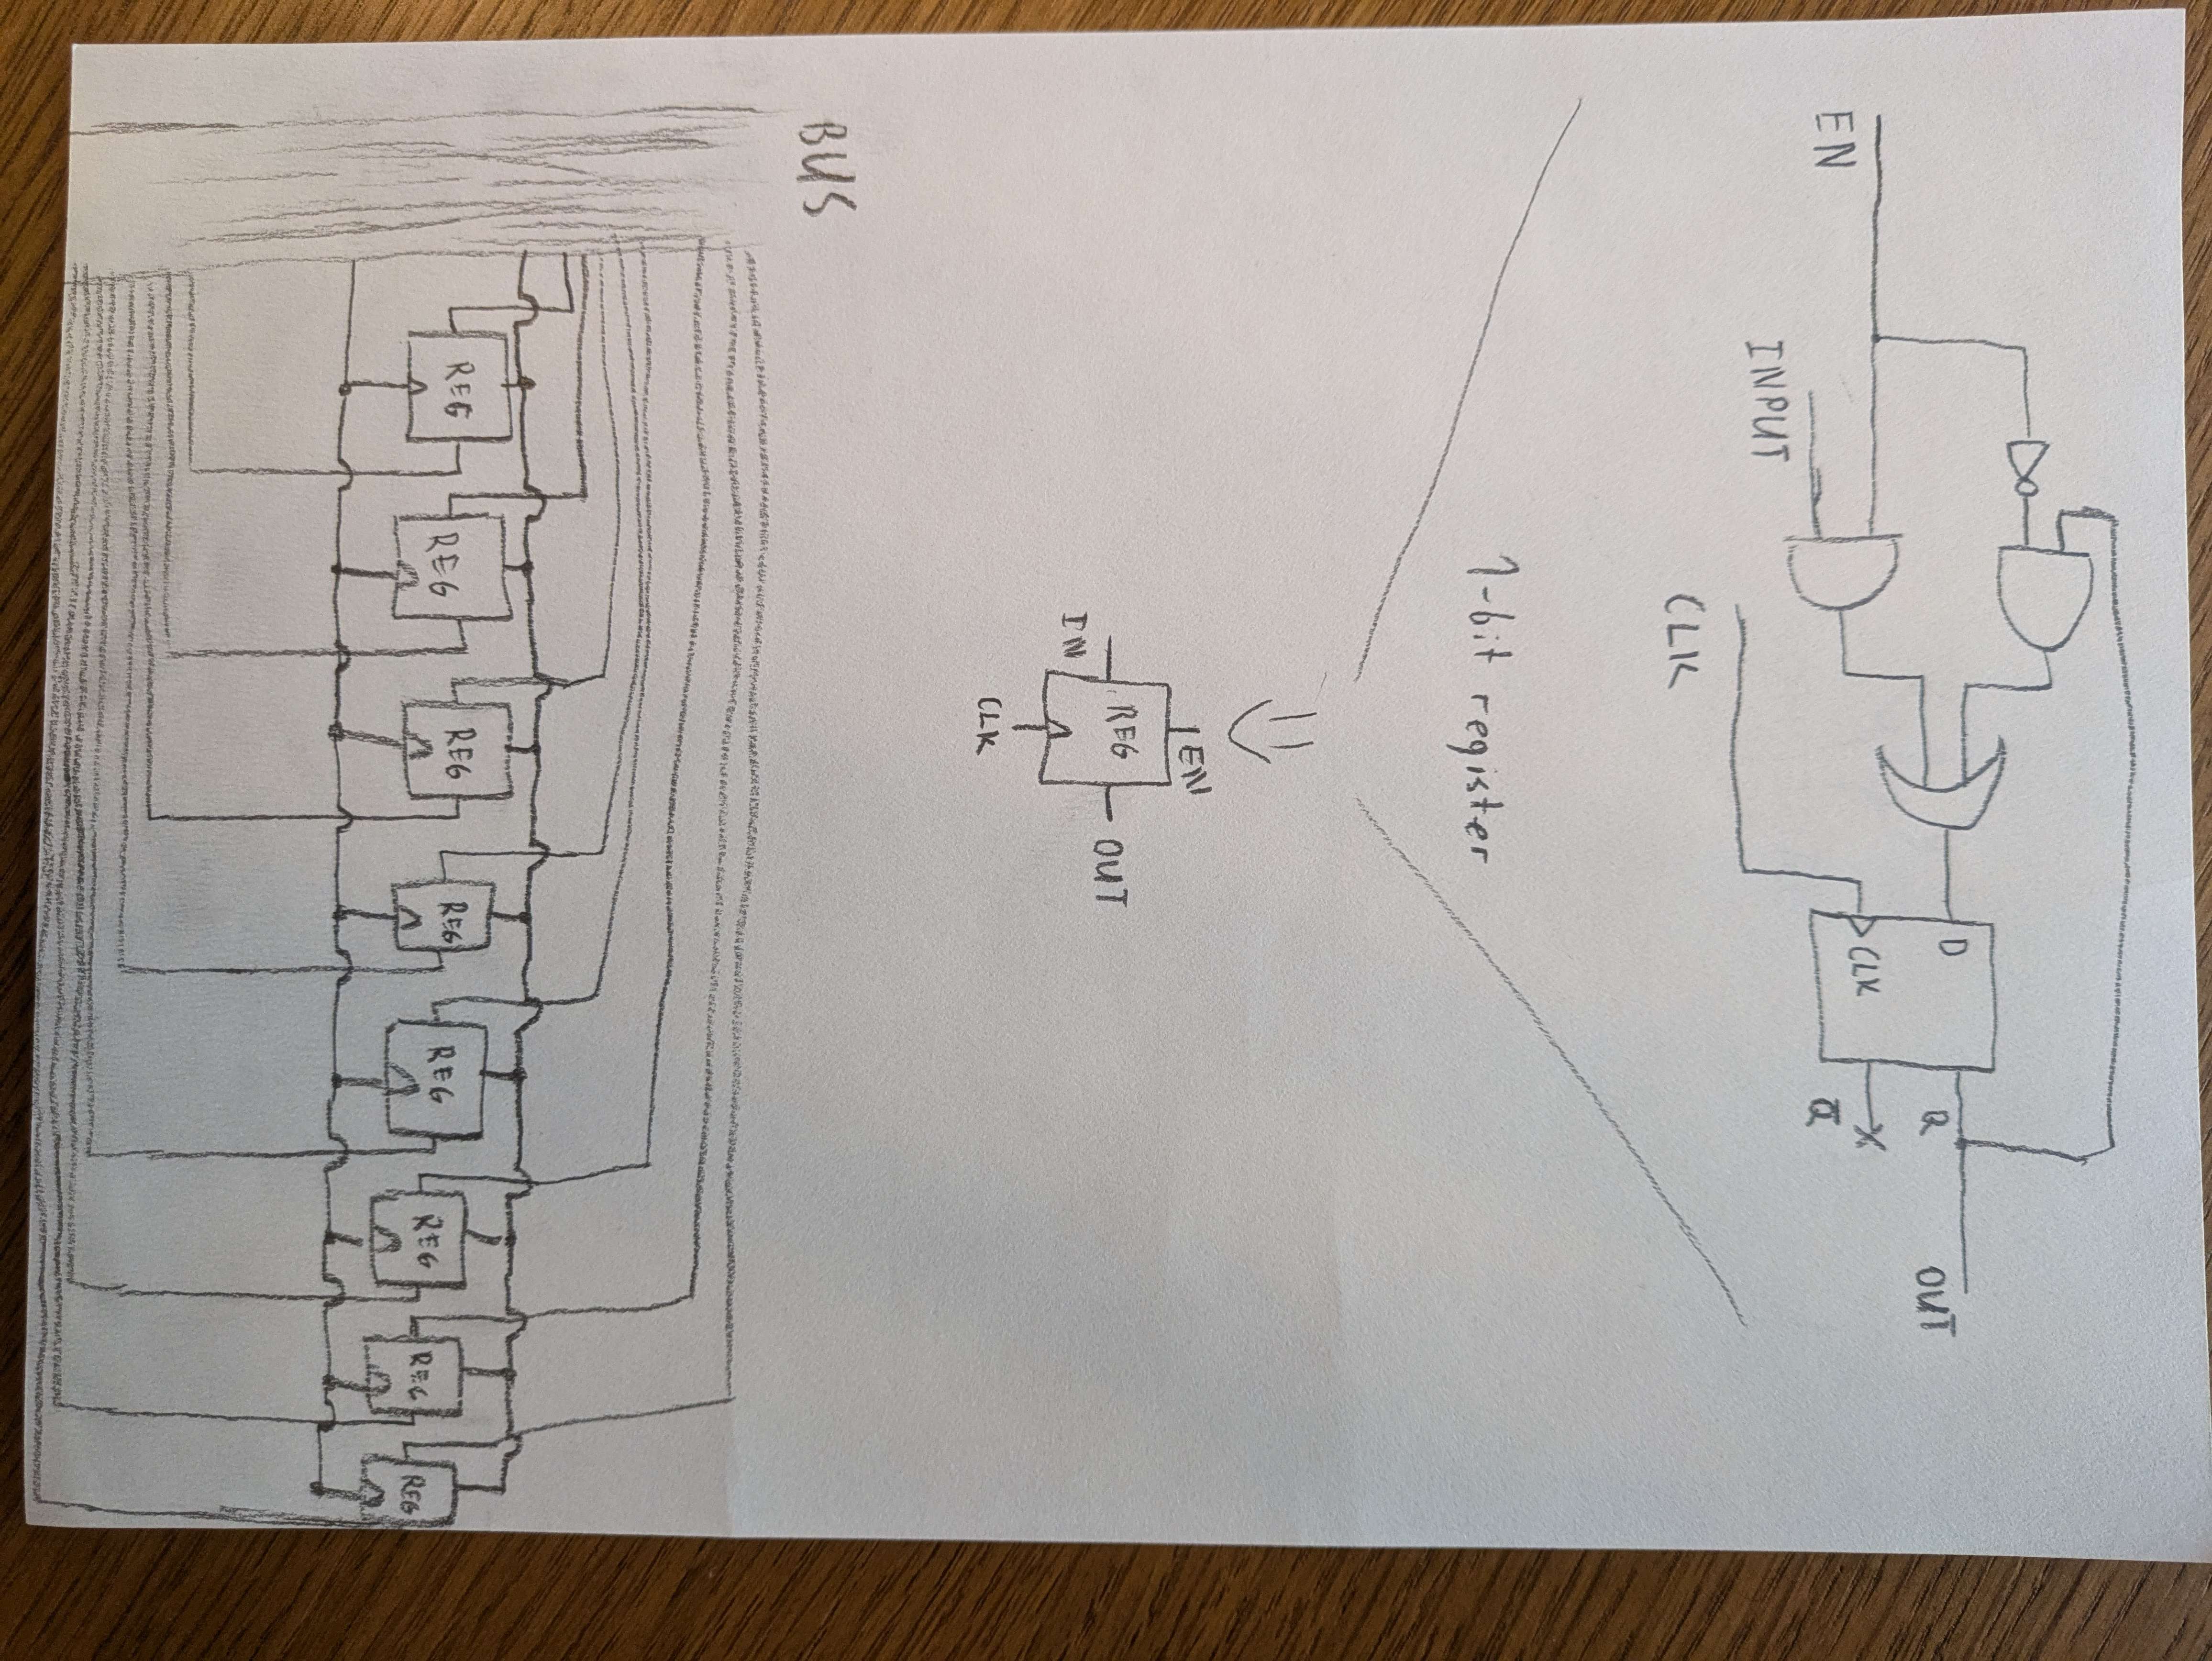 EN
INPUT
CLK
D
CLK
Q
Q̅
OUT
1-bit register
IN
REG
EN
CLK
OUT
BUS
REG
REG
REG
REG
REG
REG
REG
REG